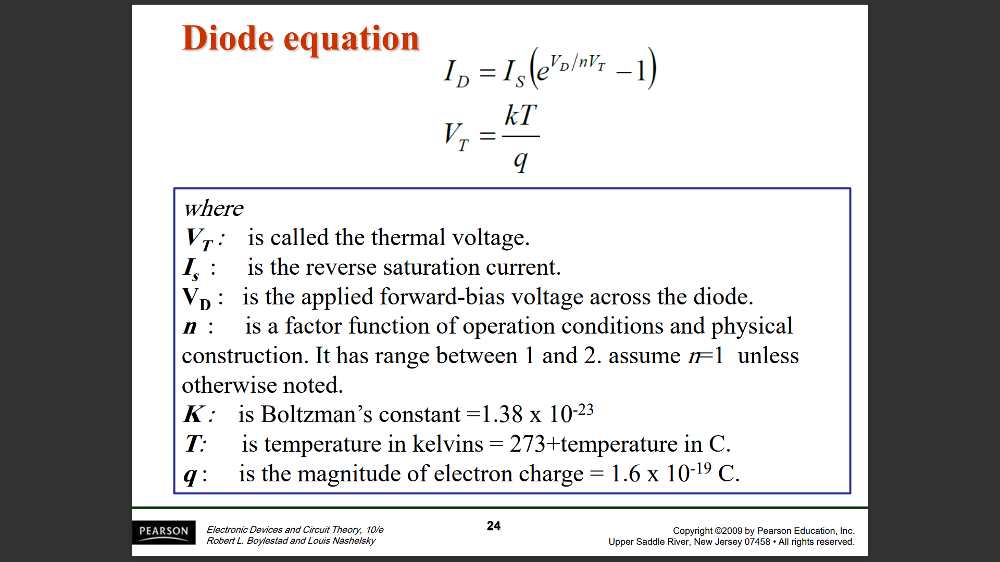 Diode equation
I_D = I_S(e^{V_D/nV_T} − 1)
V_T = kT/q
where
V_T : is called the thermal voltage.
I_s : is the reverse saturation current.
V_D : is the applied forward-bias voltage across the diode.
n : is a factor function of operation conditions and physical
construction. It has range between 1 and 2. assume n=1 unless
otherwise noted.
K : is Boltzman’s constant =1.38 x 10^-23
T: is temperature in kelvins = 273+temperature in C.
q : is the magnitude of electron charge = 1.6 x 10^-19 C.
PEARSON
Electronic Devices and Circuit Theory, 10/e
Robert L. Boylestad and Louis Nashelsky
24
Copyright ©2009 by Pearson Education, Inc.
Upper Saddle River, New Jersey 07458 • All rights reserved.